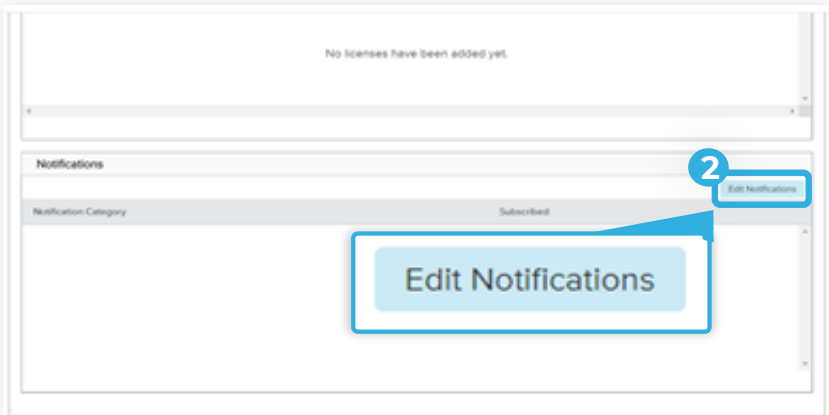 No licenses have been added yet.
Notifications
2
Edit Notifications
Notification Category Subscribed
Edit Notifications